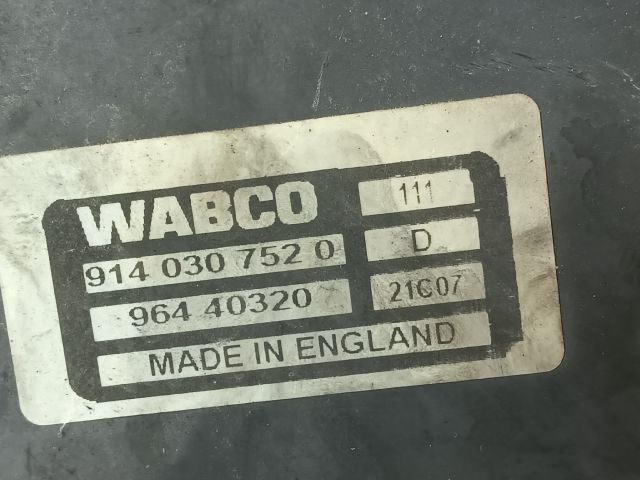 WABCO 111
914 030 752 0 D
964 40320 21C07
MADE IN ENGLAND